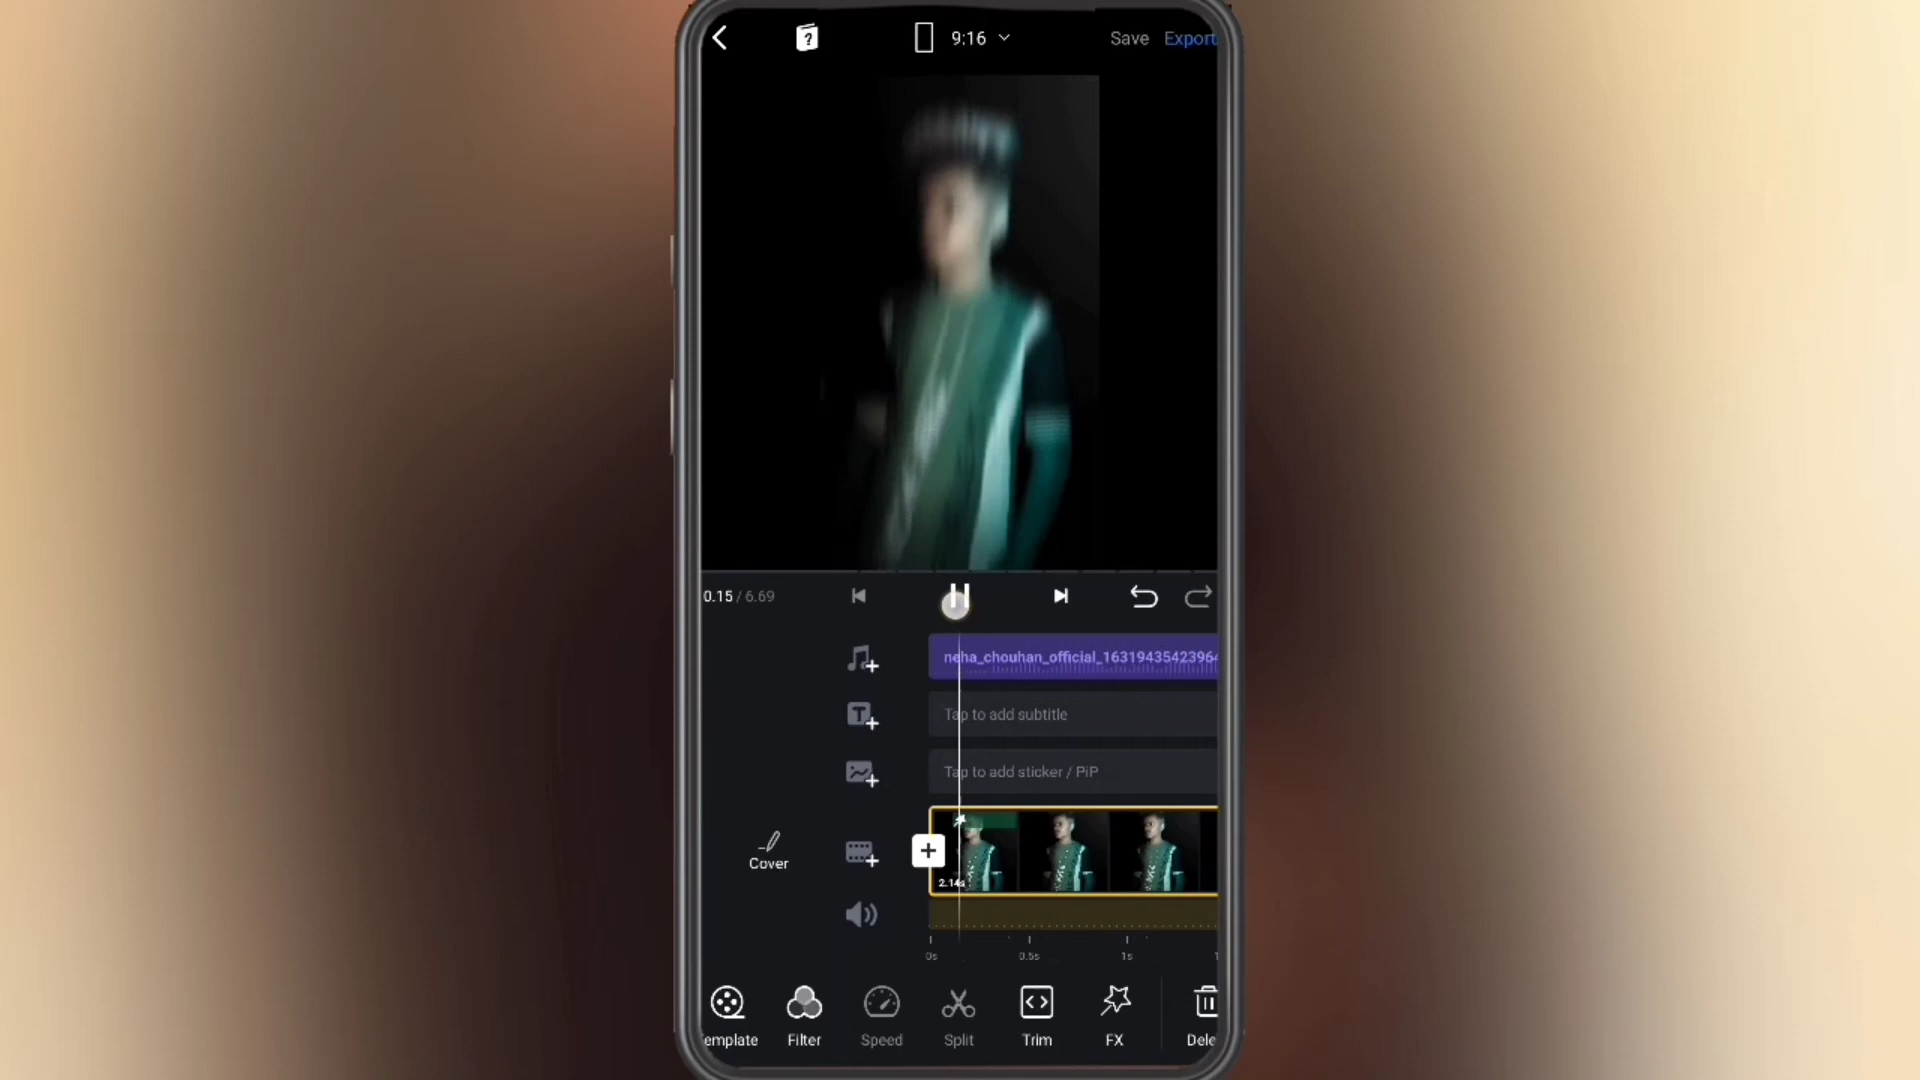 9:16
Save
Export
0.15 / 6.69
neha_chouhan_official_1631943542396
Tap to add subtitle
Tap to add sticker / PiP
Cover
2.14s
0s
0.5s
1s
1
emplate
Filter
Speed
Split
Trim
FX
Dele